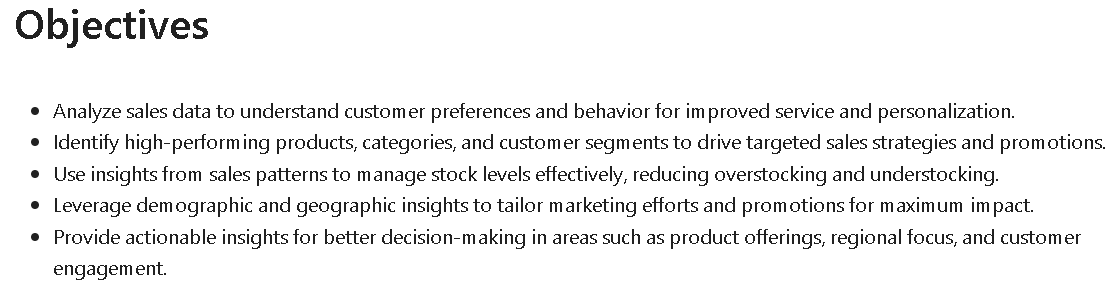 Objectives
• Analyze sales data to understand customer preferences and behavior for improved service and personalization.
• Identify high-performing products, categories, and customer segments to drive targeted sales strategies and promotions.
• Use insights from sales patterns to manage stock levels effectively, reducing overstocking and understocking.
• Leverage demographic and geographic insights to tailor marketing efforts and promotions for maximum impact.
• Provide actionable insights for better decision-making in areas such as product offerings, regional focus, and customer
engagement.